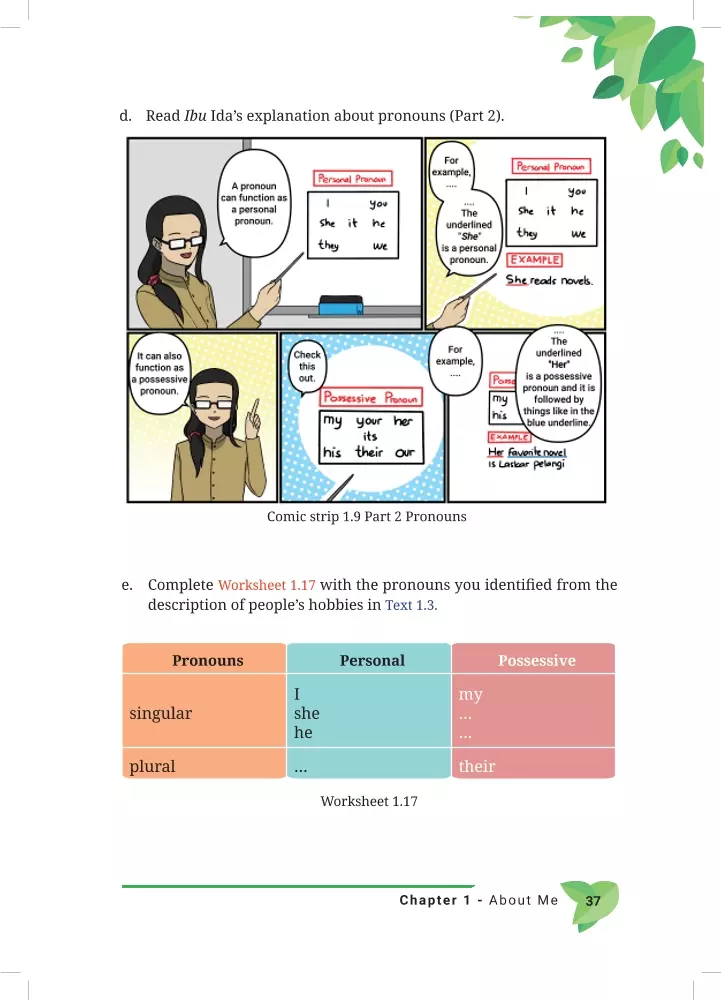 d. Read Ibu Ida's explanation about pronouns (Part 2).
A pronoun
can function as
a personal
pronoun.
Personal Pronoun
I you
she it he
they we
For
example,
....
....
The
underlined
"She"
is a personal
pronoun.
Personal Pronoun
I you
she it he
they we
EXAMPLE
She reads novels.
It can also
function as
a possessive
pronoun.
Check
this
out.
Possessive Pronoun
my your her
its
his their our
For
example,
....
....
The
underlined
"Her"
is a possessive
pronoun and it is
followed by
things like in the
blue underline.
Posse
my
his
EXAMPLE
Her favorite novel
is Laskar pelangi
Comic strip 1.9 Part 2 Pronouns
e. Complete Worksheet 1.17 with the pronouns you identified from the
description of people's hobbies in Text 1.3.
Pronouns Personal Possessive
singular
I
she
he
my
...
...
plural ... their
Worksheet 1.17
Chapter 1 - About Me 37